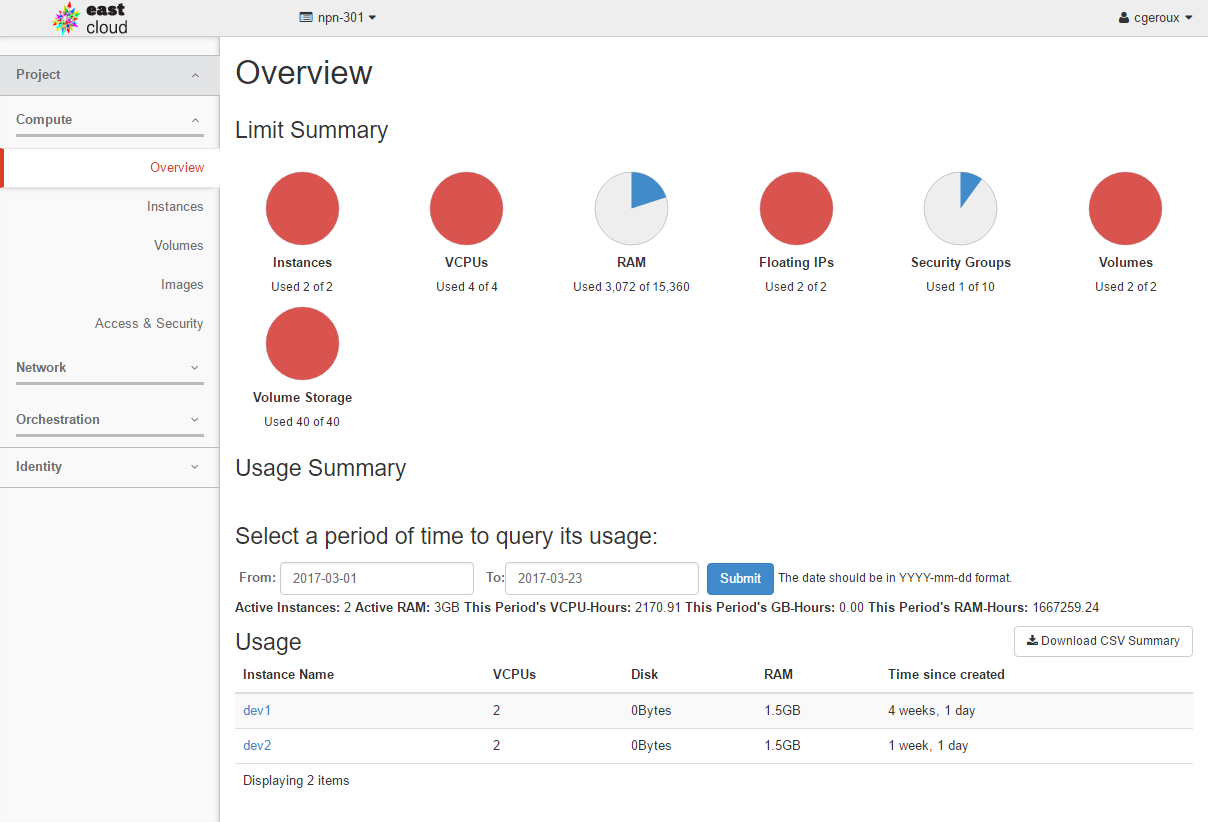 east
cloud
npn-301
cgeroux
Project
Compute
Overview
Instances
Volumes
Images
Access & Security
Network
Orchestration
Identity
Overview
Limit Summary
Instances
Used 2 of 2
VCPUs
Used 4 of 4
RAM
Used 3,072 of 15,360
Floating IPs
Used 2 of 2
Security Groups
Used 1 of 10
Volumes
Used 2 of 2
Volume Storage
Used 40 of 40
Usage Summary
Select a period of time to query its usage:
From: 2017-03-01 To: 2017-03-23 Submit The date should be in YYYY-mm-dd format.
Active Instances: 2 Active RAM: 3GB This Period's VCPU-Hours: 2170.91 This Period's GB-Hours: 0.00 This Period's RAM-Hours: 1667259.24
Usage
Download CSV Summary
Instance Name VCPUs Disk RAM Time since created
dev1 2 0Bytes 1.5GB 4 weeks, 1 day
dev2 2 0Bytes 1.5GB 1 week, 1 day
Displaying 2 items